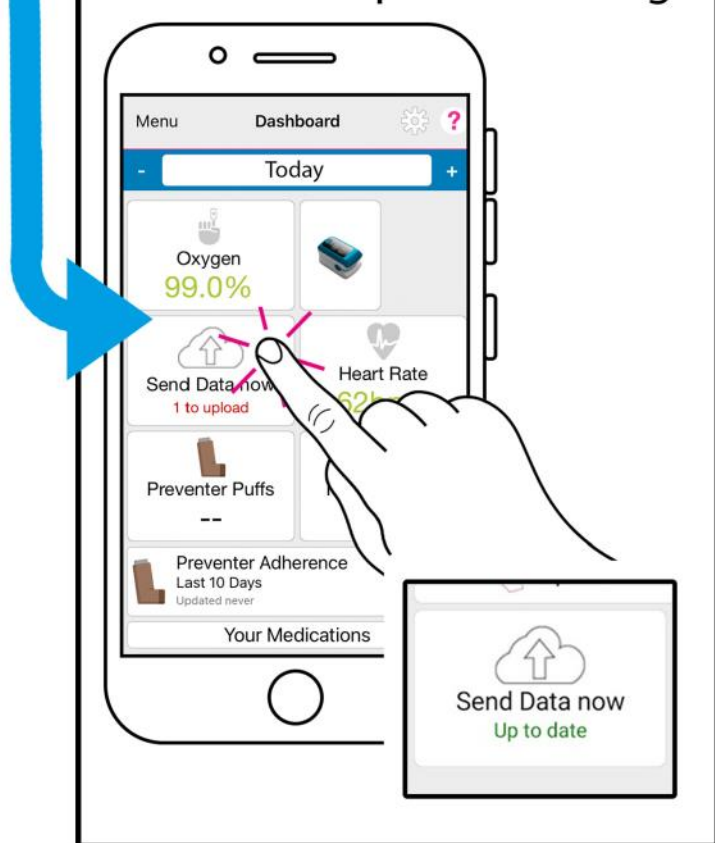 Menu Dashboard ?
- Today +
Oxygen
99.0%
Send Data now
1 to upload
Heart Rate
Preventer Puffs
--
Preventer Adherence
Last 10 Days
Updated never
Your Medications
Send Data now
Up to date